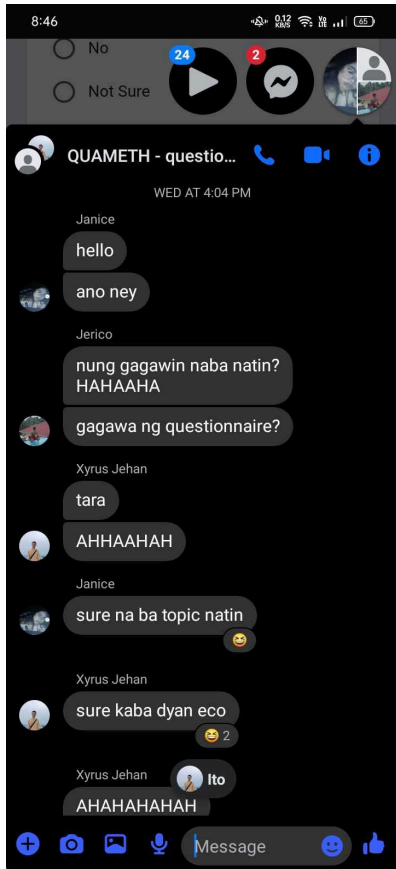 8:46
0.12
KB/S
Vo
LTE
65
No
24
2
Not Sure
QUAMETH - questio...
WED AT 4:04 PM
Janice
hello
ano ney
Jerico
nung gagawin naba natin?
HAHAAHA
gagawa ng questionnaire?
Xyrus Jehan
tara
AHHAAHAH
Janice
sure na ba topic natin
Xyrus Jehan
sure kaba dyan eco
2
Xyrus Jehan
Ito
AHAHAHAHAH
Message